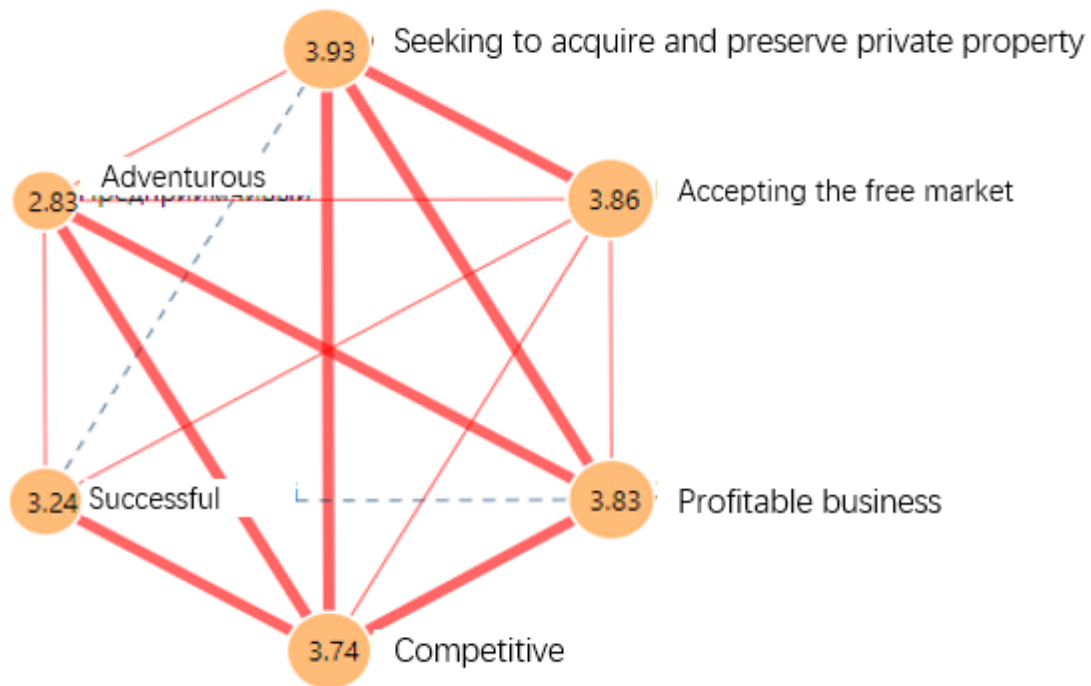 3.93 Seeking to acquire and preserve private property
Adventurous
2.83
3.86 Accepting the free market
3.24 Successful
3.83 Profitable business
3.74 Competitive